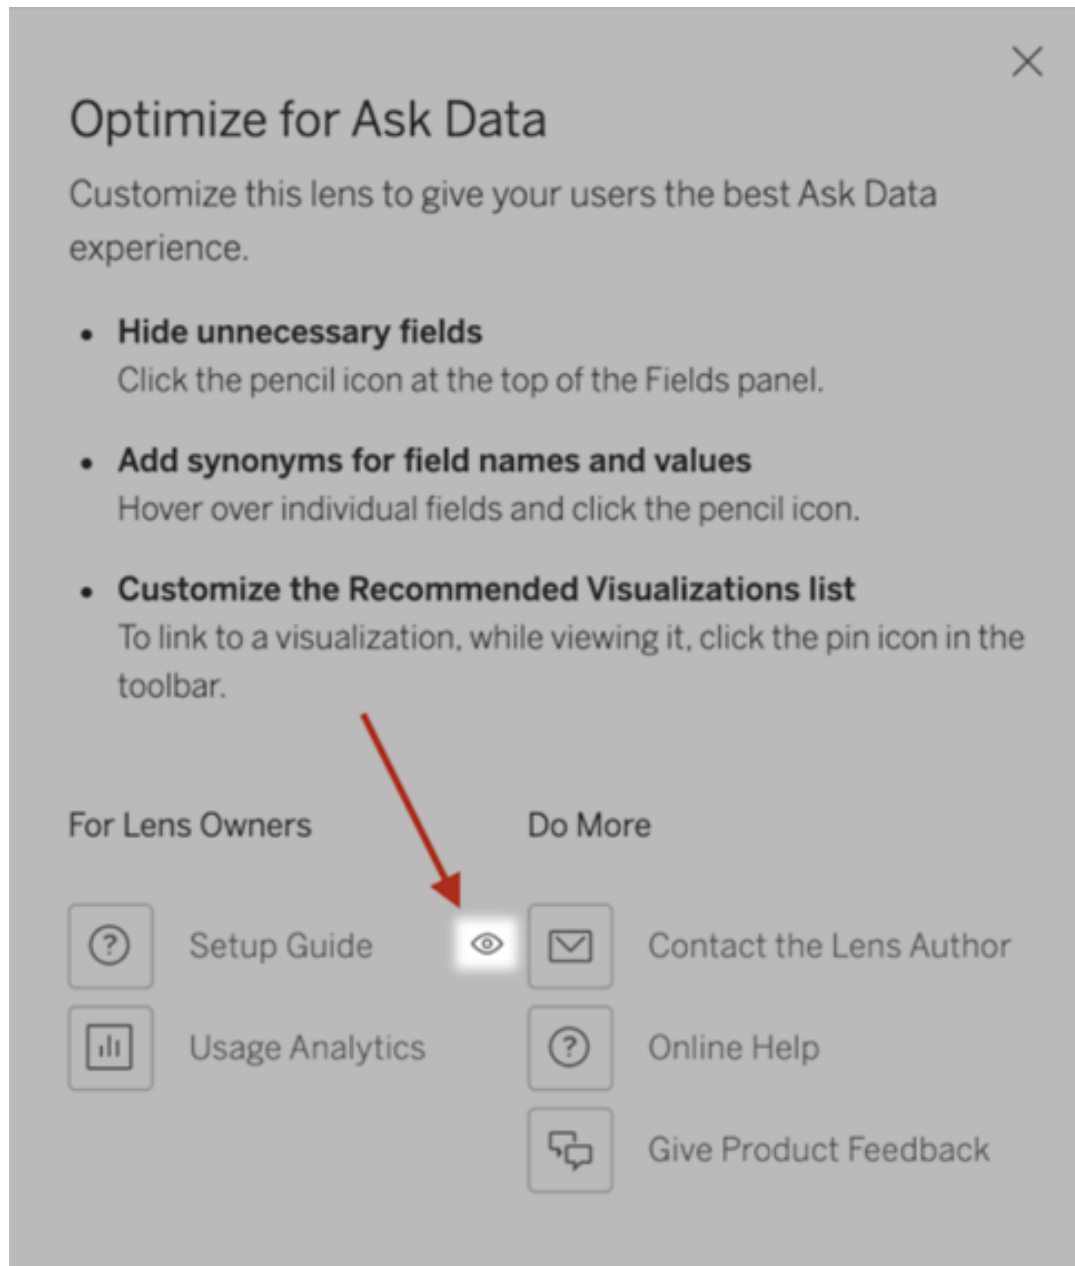 Optimize for Ask Data
Customize this lens to give your users the best Ask Data
experience.
• Hide unnecessary fields
Click the pencil icon at the top of the Fields panel.
• Add synonyms for field names and values
Hover over individual fields and click the pencil icon.
• Customize the Recommended Visualizations list
To link to a visualization, while viewing it, click the pin icon in the
toolbar.
For Lens Owners
Setup Guide
Usage Analytics
Do More
Contact the Lens Author
Online Help
Give Product Feedback